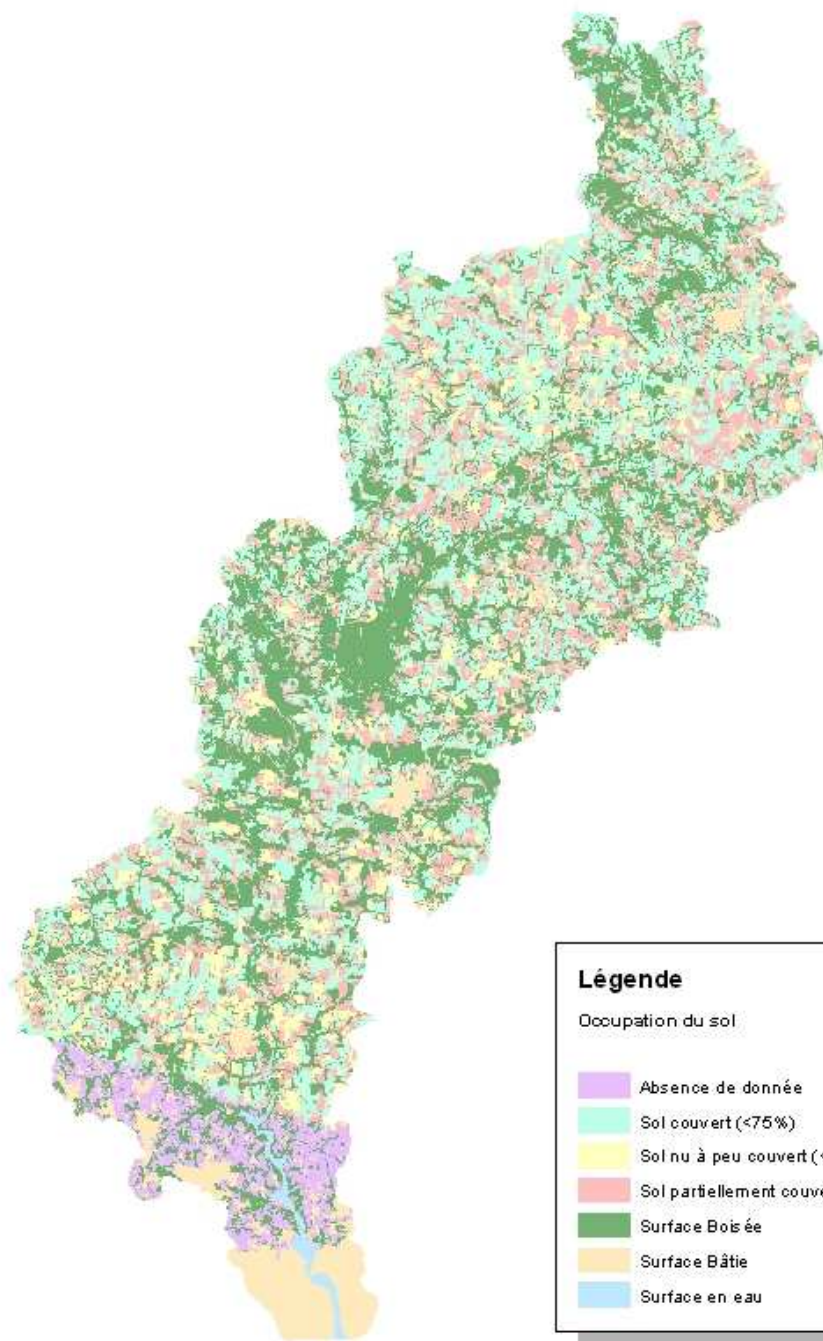 Légende
Occupation du sol
Absence de donnée
Sol couvert (<75%)
Sol nu à peu couvert (<
Sol partiellement
Surface Boisée
Surface Bâtie
Surface en eau